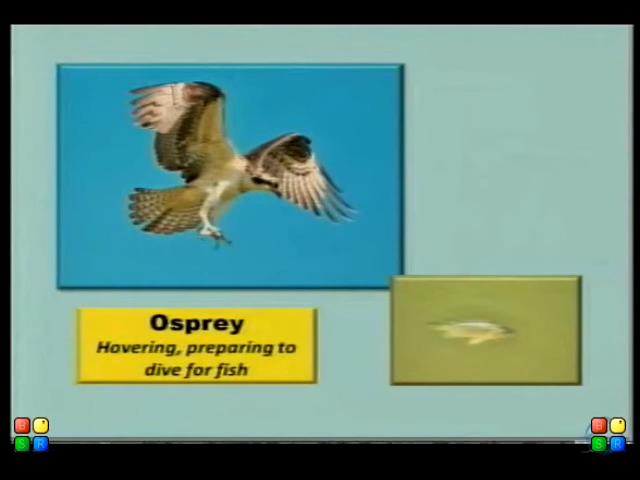 Osprey
Hovering, preparing to
dive for fish
B
S R
B
S R